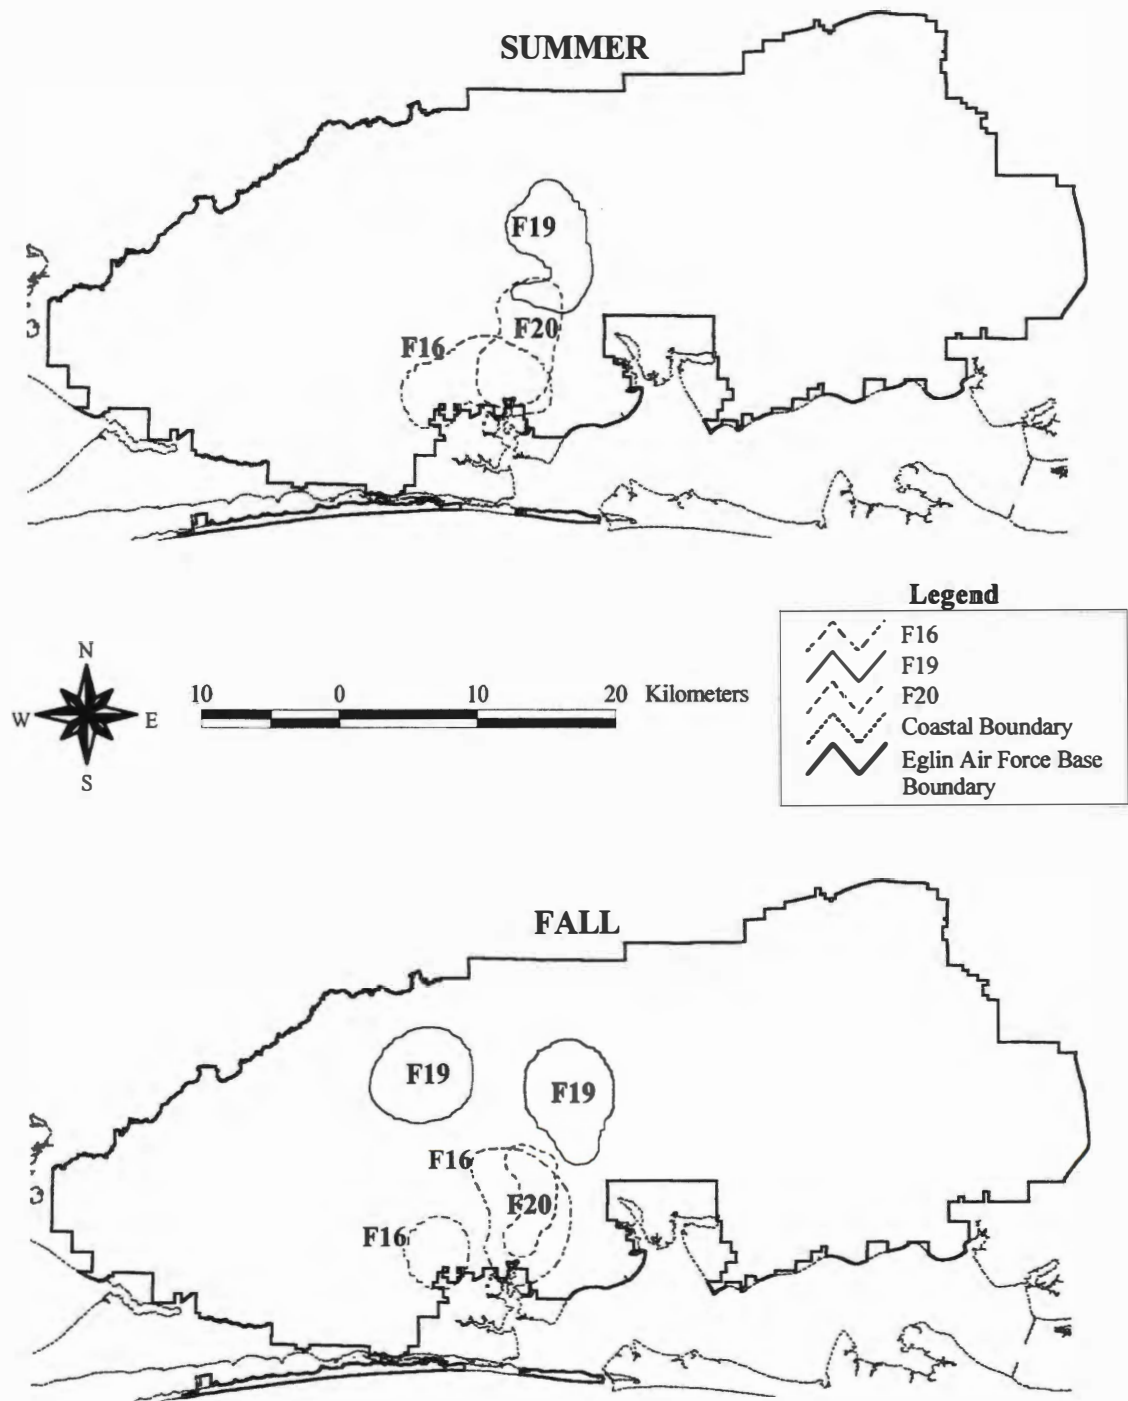 SUMMER
F19
F20
F16
Legend
F16
F19
F20
Coastal Boundary
Eglin Air Force Base
Boundary
N
W E
S
10 0 10 20 Kilometers
FALL
F19
F19
F16
F20
F16